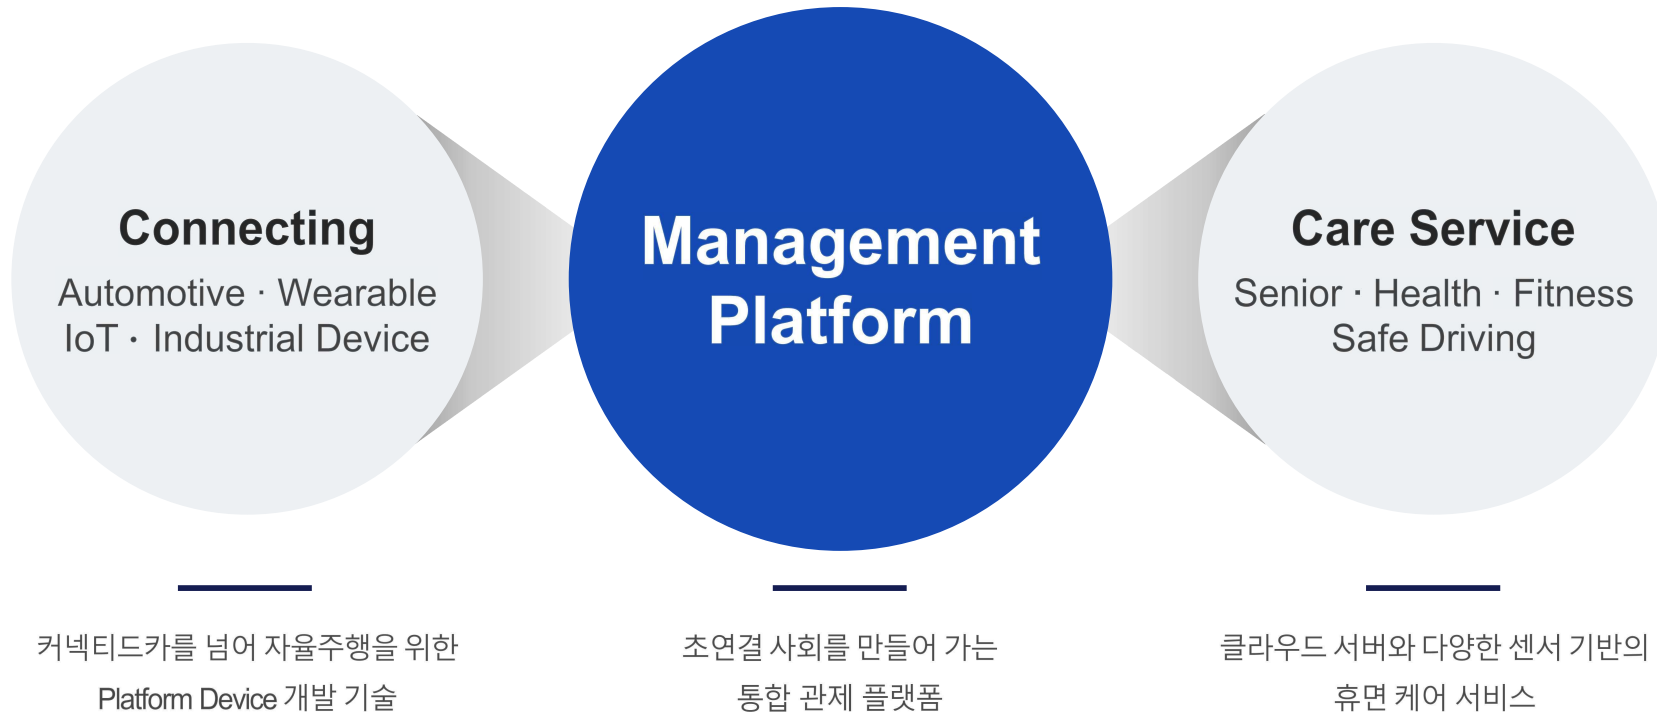 Connecting
Automotive · Wearable
IoT · Industrial Device
커넥티드카를 넘어 자율주행을 위한
Platform Device 개발 기술
Management
Platform
초연결 사회를 만들어 가는
통합 관제 플랫폼
Care Service
Senior · Health · Fitness
Safe Driving
클라우드 서버와 다양한 센서 기반의
휴면 케어 서비스